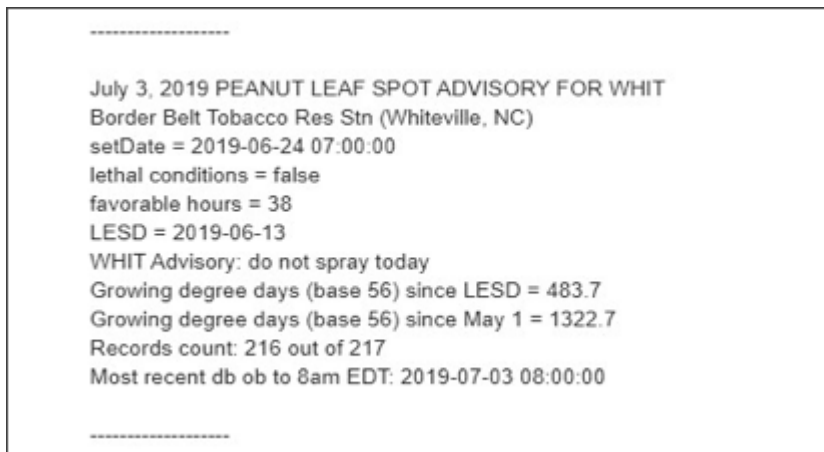 --------------------
July 3, 2019 PEANUT LEAF SPOT ADVISORY FOR WHIT
Border Belt Tobacco Res Stn (Whiteville, NC)
setDate = 2019-06-24 07:00:00
lethal conditions = false
favorable hours = 38
LESD = 2019-06-13
WHIT Advisory: do not spray today
Growing degree days (base 56) since LESD = 483.7
Growing degree days (base 56) since May 1 = 1322.7
Records count: 216 out of 217
Most recent db ob to 8am EDT: 2019-07-03 08:00:00
--------------------